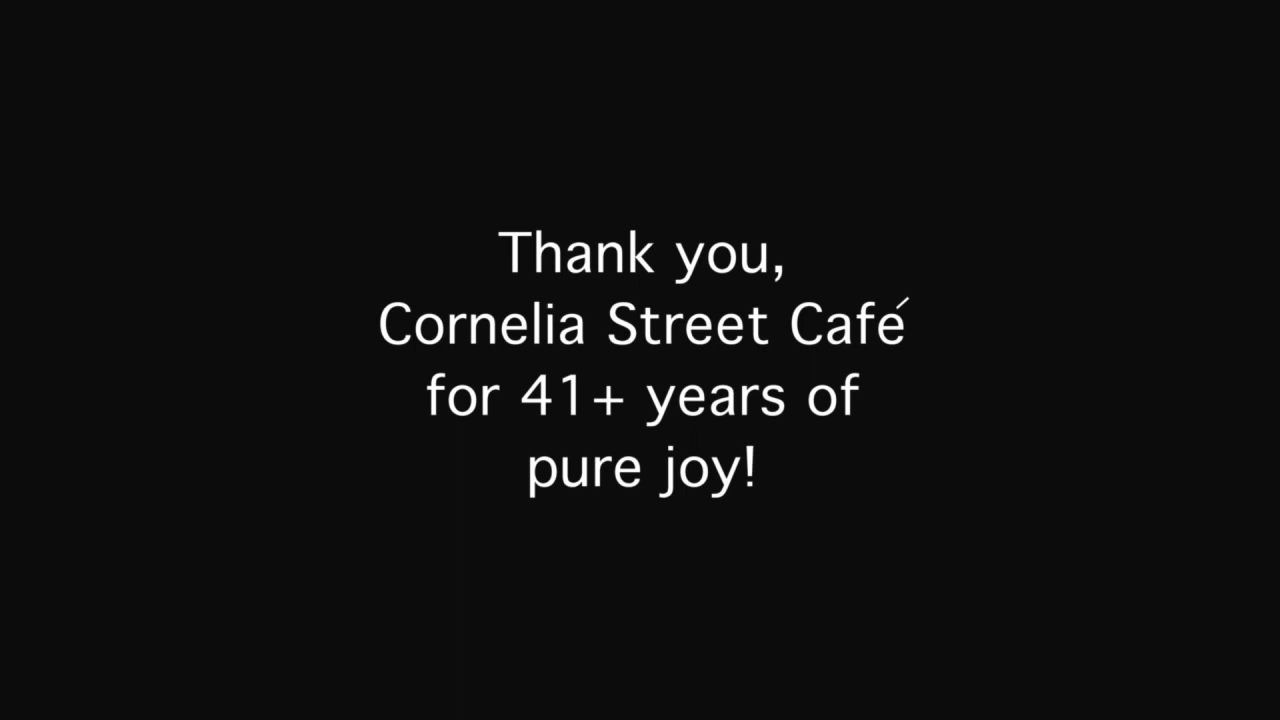 Thank you,
Cornelia Street Café
for 41+ years of
pure joy!